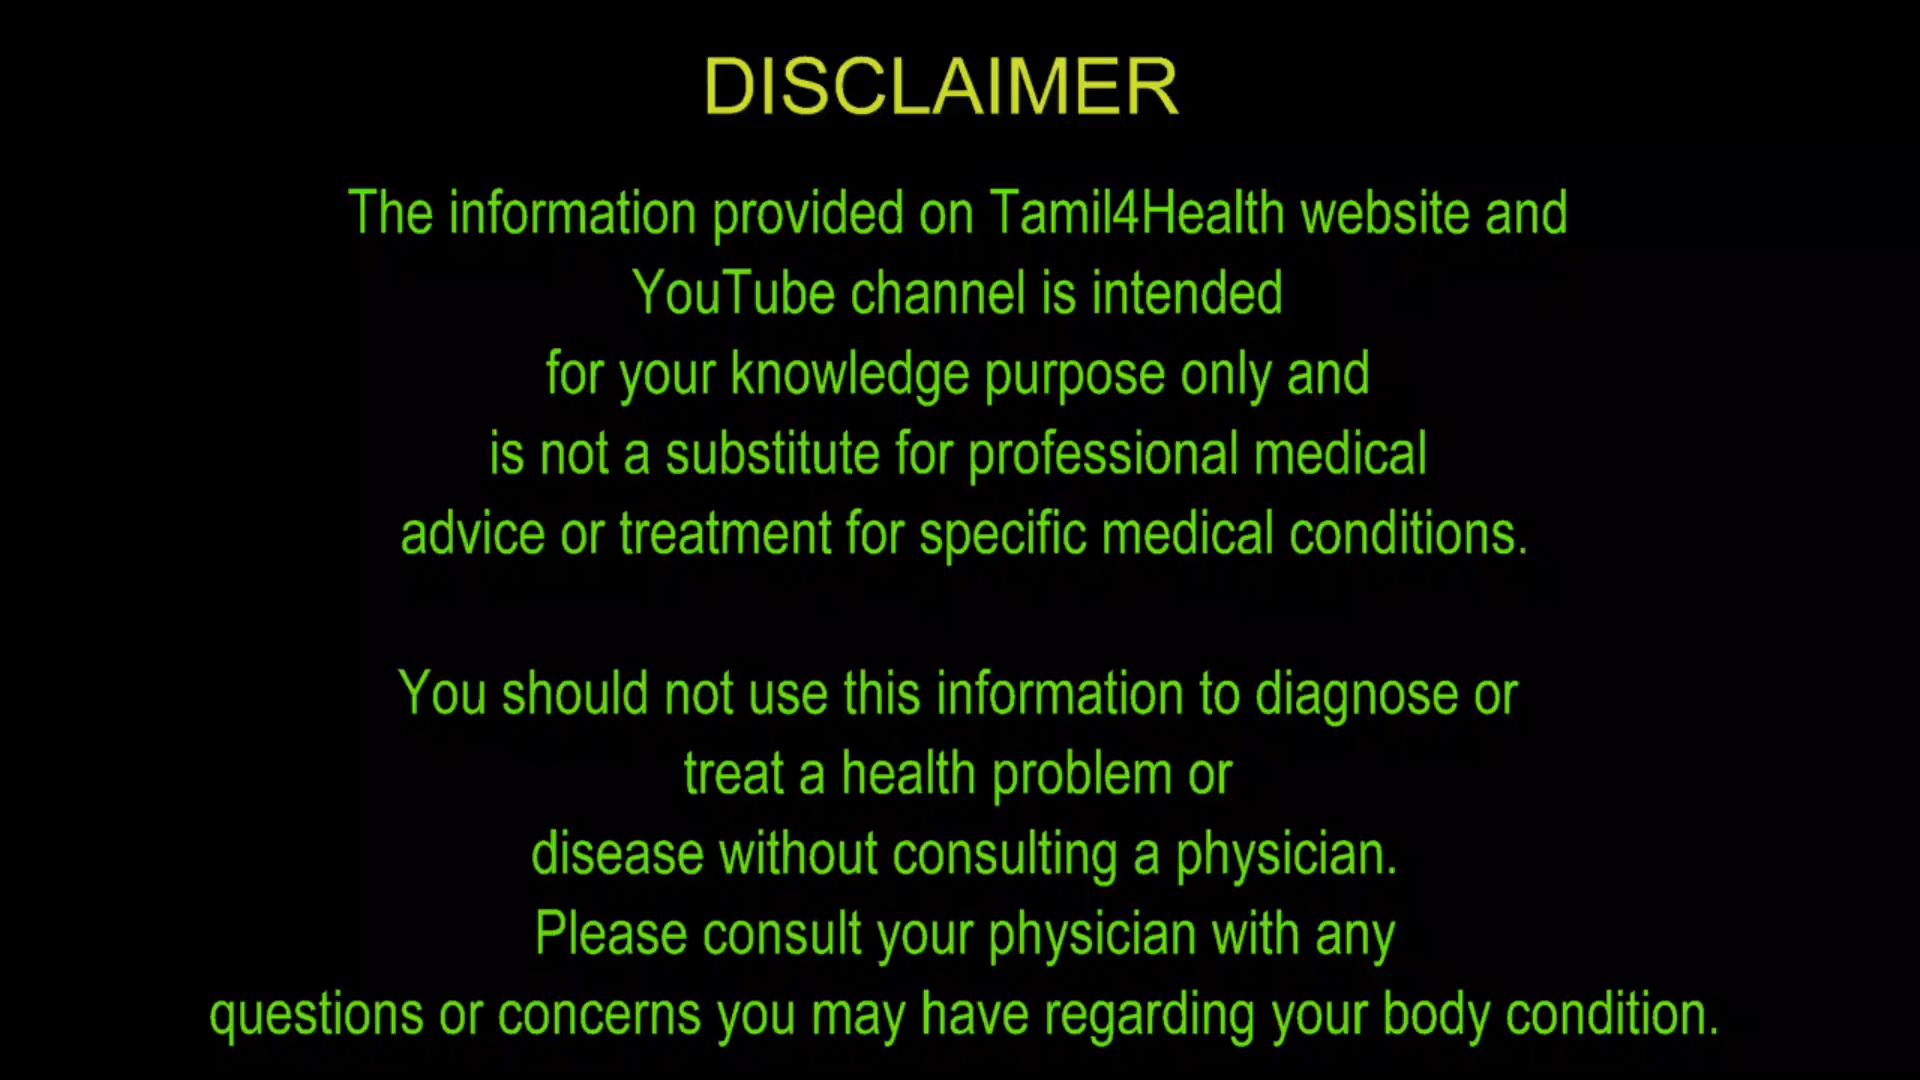 DISCLAIMER
The information provided on Tamil4Health website and
YouTube channel is intended
for your knowledge purpose only and
is not a substitute for professional medical
advice or treatment for specific medical conditions.
You should not use this information to diagnose or
treat a health problem or
disease without consulting a physician.
Please consult your physician with any
questions or concerns you may have regarding your body condition.